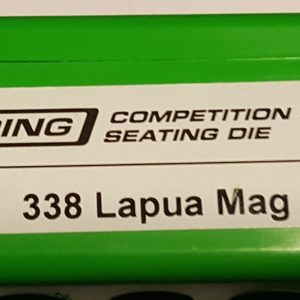 DING
COMPETITION
SEATING DIE
338 Lapua Mag